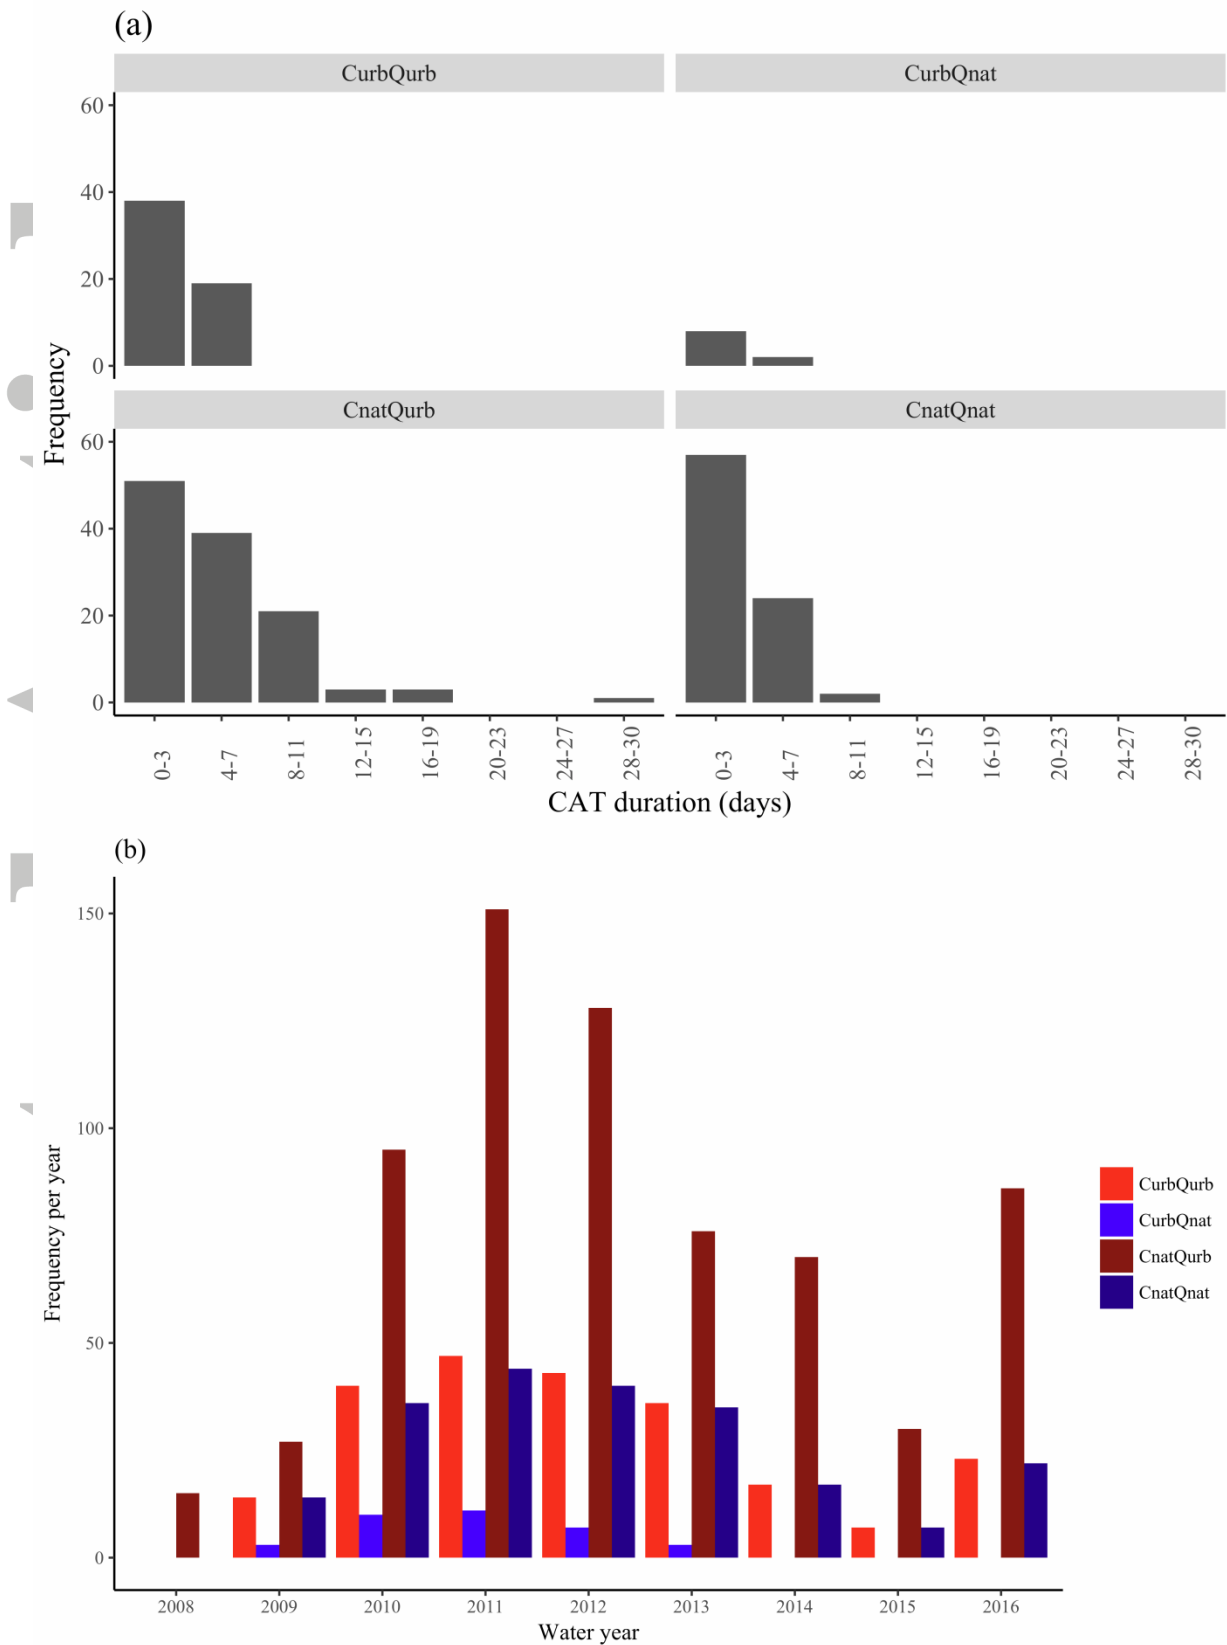 (a)
CurbQurb CurbQnat
60
40
20
0
CnatQurb CnatQnat
60
40
20
0
Frequency
0-3 4-7 8-11 12-15 16-19 20-23 24-27 28-30 0-3 4-7 8-11 12-15 16-19 20-23 24-27 28-30
CAT duration (days)
(b)
150
100
50
0
Frequency per year
CurbQurb
CurbQnat
CnatQurb
CnatQnat
2008 2009 2010 2011 2012 2013 2014 2015 2016
Water year